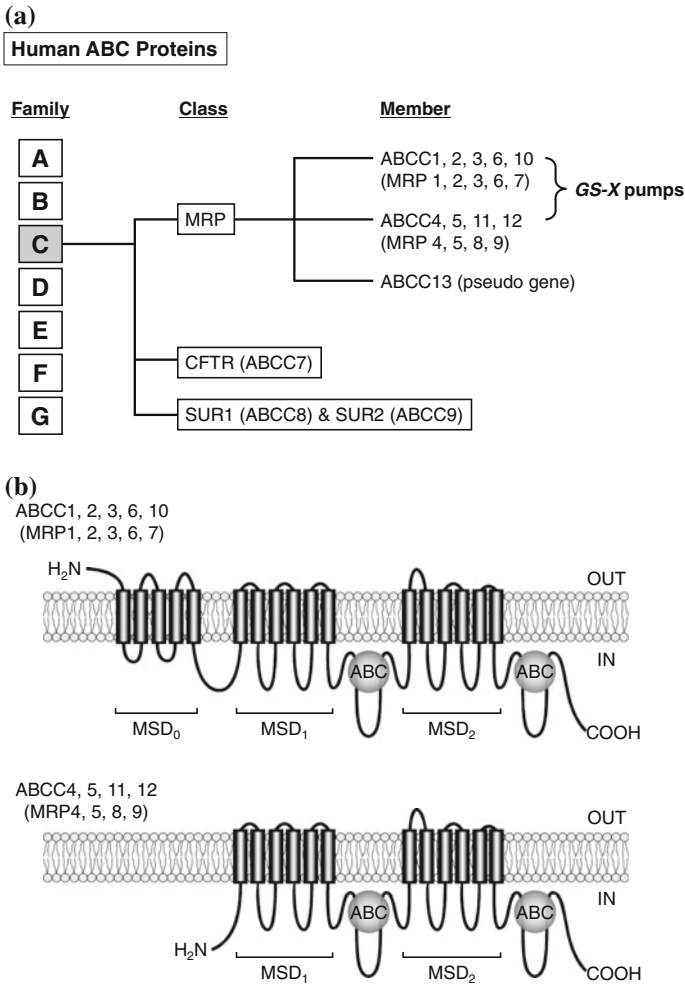 (a)
Human ABC Proteins
Family Class Member
A
B
C
D
E
F
G
MRP
CFTR (ABCC7)
SUR1 (ABCC8) & SUR2 (ABCC9)
ABCC1, 2, 3, 6, 10
(MRP 1, 2, 3, 6, 7)
ABCC4, 5, 11, 12
(MRP 4, 5, 8, 9)
ABCC13 (pseudo gene)
GS-X pumps
(b)
ABCC1, 2, 3, 6, 10
(MRP1, 2, 3, 6, 7)
H₂N
OUT
IN
ABC ABC
MSD₀ MSD₁ MSD₂
COOH
ABCC4, 5, 11, 12
(MRP4, 5, 8, 9)
OUT
IN
ABC ABC
H₂N
MSD₁ MSD₂
COOH